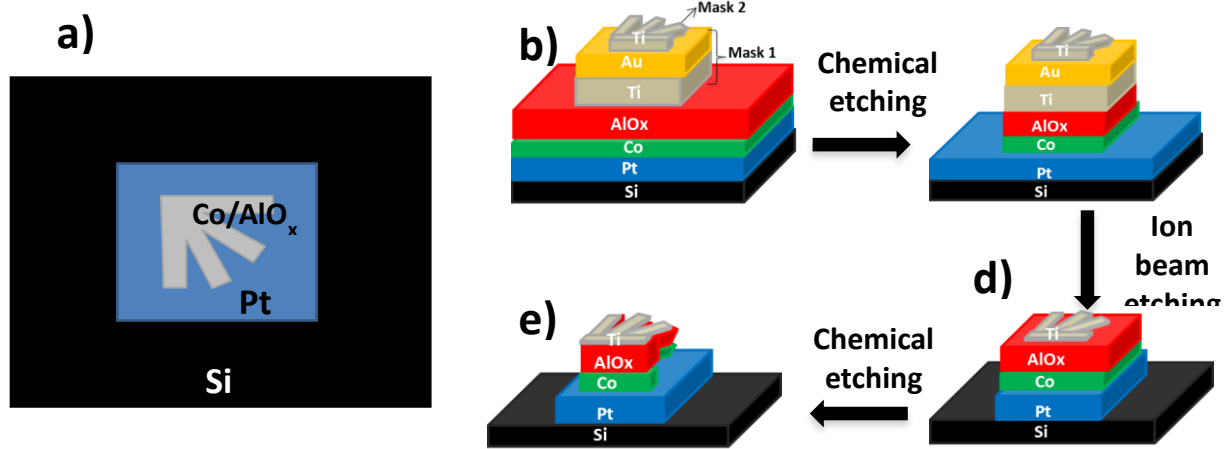 a)
Co/AlOx
Pt
Si
b)
Mask 2
Ti
Mask 1
Au
Ti
AlOx
Co
Pt
Si
Chemical
etching
Ti
Au
Ti
AlOx
Co
Pt
Si
Ion
beam
etching
d)
Ti
AlOx
Co
Pt
Si
Chemical
etching
e)
Ti
AlOx
Co
Pt
Si